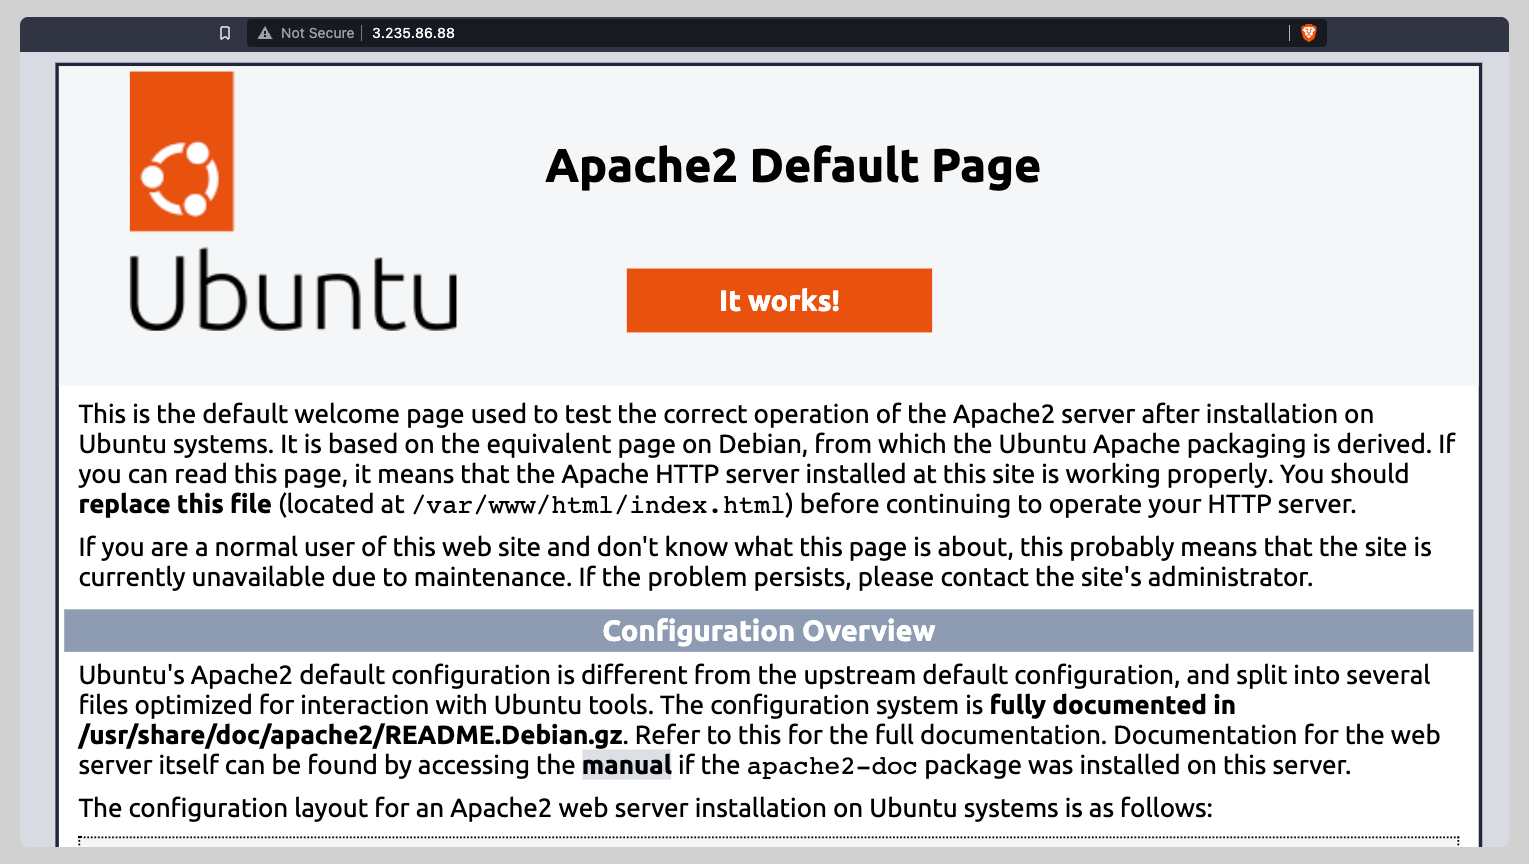 Not Secure 3.235.86.88
Apache2 Default Page
Ubuntu
It works!
This is the default welcome page used to test the correct operation of the Apache2 server after installation on
Ubuntu systems. It is based on the equivalent page on Debian, from which the Ubuntu Apache packaging is derived. If
you can read this page, it means that the Apache HTTP server installed at this site is working properly. You should
replace this file (located at /var/www/html/index.html) before continuing to operate your HTTP server.
If you are a normal user of this web site and don't know what this page is about, this probably means that the site is
currently unavailable due to maintenance. If the problem persists, please contact the site's administrator.
Configuration Overview
Ubuntu's Apache2 default configuration is different from the upstream default configuration, and split into several
files optimized for interaction with Ubuntu tools. The configuration system is fully documented in
/usr/share/doc/apache2/README.Debian.gz. Refer to this for the full documentation. Documentation for the web
server itself can be found by accessing the manual if the apache2-doc package was installed on this server.
The configuration layout for an Apache2 web server installation on Ubuntu systems is as follows: